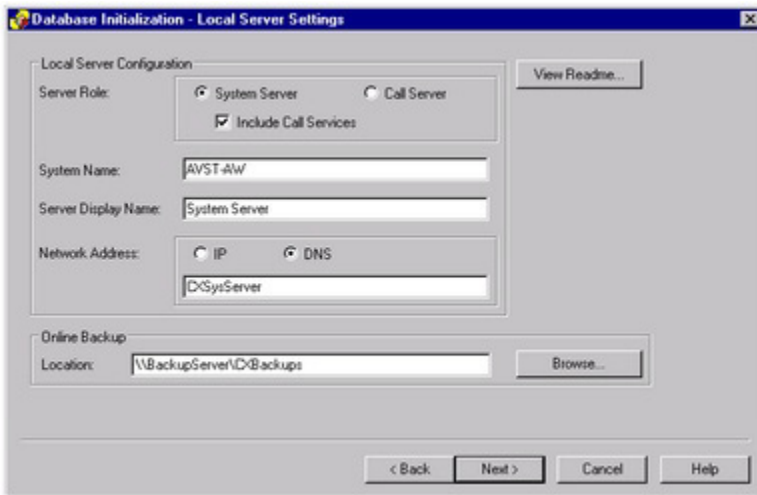 Database Initialization - Local Server Settings
Local Server Configuration
View Readme...
Server Role:
System Server
Call Server
Include Call Services
System Name:
AVST-AW
Server Display Name:
System Server
Network Address:
IP
DNS
CXSysServer
Online Backup
Location:
\\BackupServer\CXBackups
Browse...
< Back
Next >
Cancel
Help